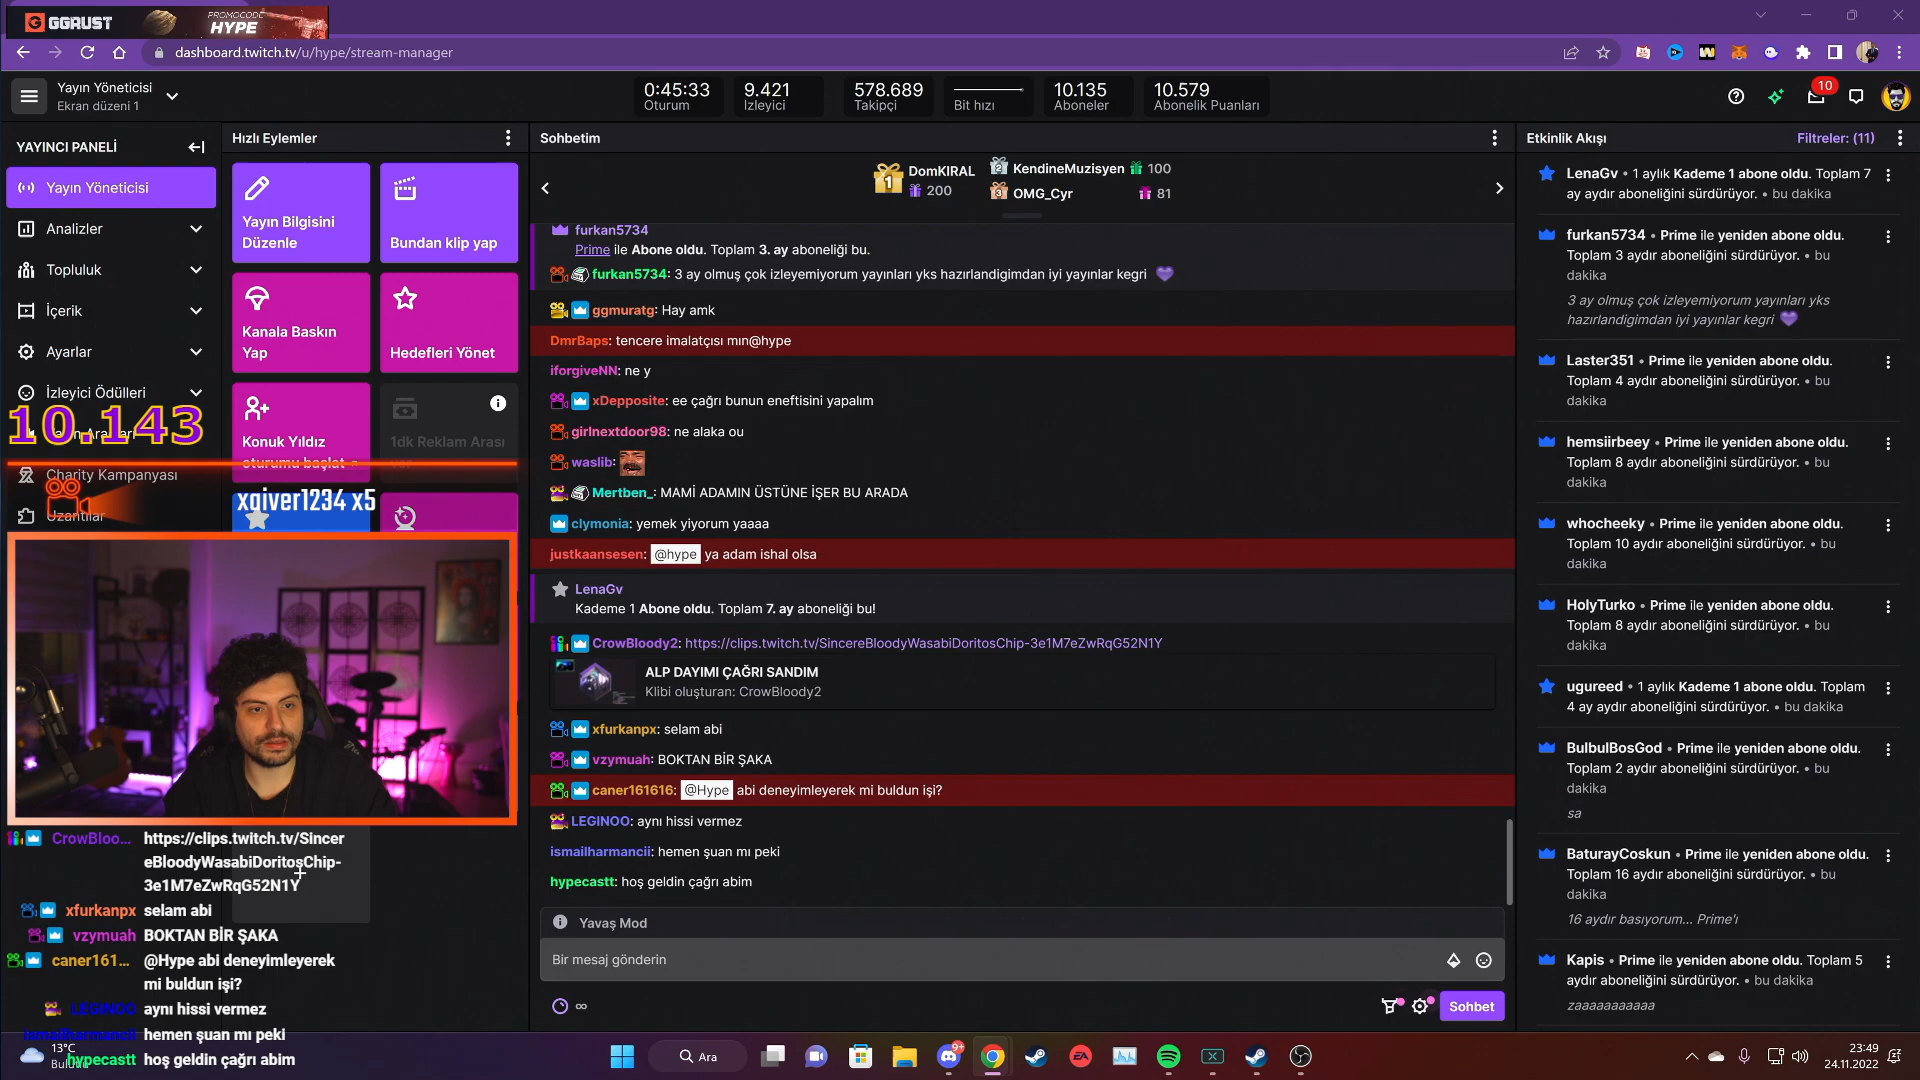 GGRUST
PROMOCODE
HYPE
dashboard.twitch.tv/u/hype/stream-manager
Yayın Yöneticisi
Ekran düzeni 1
0:45:33
Oturum
9.421
İzleyici
578.689
Takipçi
Bit hızı
10.135
Aboneler
10.579
Abonelik Puanları
10
YAYINCI PANELİ
Yayın Yöneticisi
Analizler
Topluluk
İçerik
Ayarlar
İzleyici Ödülleri
10.143
Charity Kampanyası
Uzantılar
Hızlı Eylemler
Yayın Bilgisini
Düzenle
Bundan klip yap
Kanala Baskın
Yap
Hedefleri Yönet
Konuk Yıldız
oturumu başlat
1dk Reklam Arası
xqiver1234 x5
CrowBloo...
https://clips.twitch.tv/Sincer
eBloodyWasabiDoritosChip-
3e1M7eZwRqG52N1Y
xfurkanpx selam abi
vzymuah BOKTAN BİR ŞAKA
caner161... @Hype abi deneyimleyerek
mi buldun işi?
LEGINOO aynı hissi vermez
ismailharmancii hemen şuan mı peki
hypecastt hoş geldin çağrı abim
Sohbetim
1
DomKIRAL
200
2
KendineMuzisyen 100
3
OMG_Cyr 81
furkan5734
Prime ile Abone oldu. Toplam 3. ay aboneliği bu.
furkan5734: 3 ay olmuş çok izleyemiyorum yayınları yks hazırlandigimdan iyi yayınlar kegri
ggmuratg: Hay amk
DmrBaps: tencere imalatçısı mın@hype
iforgiveNN: ne y
xDepposite: ee çağrı bunun eneftisini yapalım
girlnextdoor98: ne alaka ou
waslib:
Mertben_: MAMİ ADAMIN ÜSTÜNE İŞER BU ARADA
clymonia: yemek yiyorum yaaaa
justkaansesen: @hype ya adam ishal olsa
LenaGv
Kademe 1 Abone oldu. Toplam 7. ay aboneliği bu!
CrowBloody2: https://clips.twitch.tv/SincereBloodyWasabiDoritosChip-3e1M7eZwRqG52N1Y
ALP DAYIMI ÇAĞRI SANDIM
Klibi oluşturan: CrowBloody2
xfurkanpx: selam abi
vzymuah: BOKTAN BİR ŞAKA
caner161616: @Hype abi deneyimleyerek mi buldun işi?
LEGINOO: aynı hissi vermez
ismailharmancii: hemen şuan mı peki
hypecastt: hoş geldin çağrı abim
Yavaş Mod
Bir mesaj gönderin
∞
Sohbet
Etkinlik Akışı
Filtreler: (11)
LenaGv • 1 aylık Kademe 1 abone oldu. Toplam 7
ay aydır aboneliğini sürdürüyor. • bu dakika
furkan5734 • Prime ile yeniden abone oldu.
Toplam 3 aydır aboneliğini sürdürüyor. • bu
dakika
3 ay olmuş çok izleyemiyorum yayınları yks
hazırlandigimdan iyi yayınlar kegri
Laster351 • Prime ile yeniden abone oldu.
Toplam 4 aydır aboneliğini sürdürüyor. • bu
dakika
hemsiirbeey • Prime ile yeniden abone oldu.
Toplam 8 aydır aboneliğini sürdürüyor. • bu
dakika
whocheeky • Prime ile yeniden abone oldu.
Toplam 10 aydır aboneliğini sürdürüyor. • bu
dakika
HolyTurko • Prime ile yeniden abone oldu.
Toplam 8 aydır aboneliğini sürdürüyor. • bu
dakika
ugureed • 1 aylık Kademe 1 abone oldu. Toplam
4 ay aydır aboneliğini sürdürüyor. • bu dakika
BulbulBosGod • Prime ile yeniden abone oldu.
Toplam 2 aydır aboneliğini sürdürüyor. • bu
dakika
sa
BaturayCoskun • Prime ile yeniden abone oldu.
Toplam 16 aydır aboneliğini sürdürüyor. • bu
dakika
16 aydır basıyorum... Prime'ı
Kapis • Prime ile yeniden abone oldu. Toplam 5
ay aydır aboneliğini sürdürüyor. • bu dakika
zaaaaaaaaaaa
13°C
Ara
9+
23:49
24.11.2022